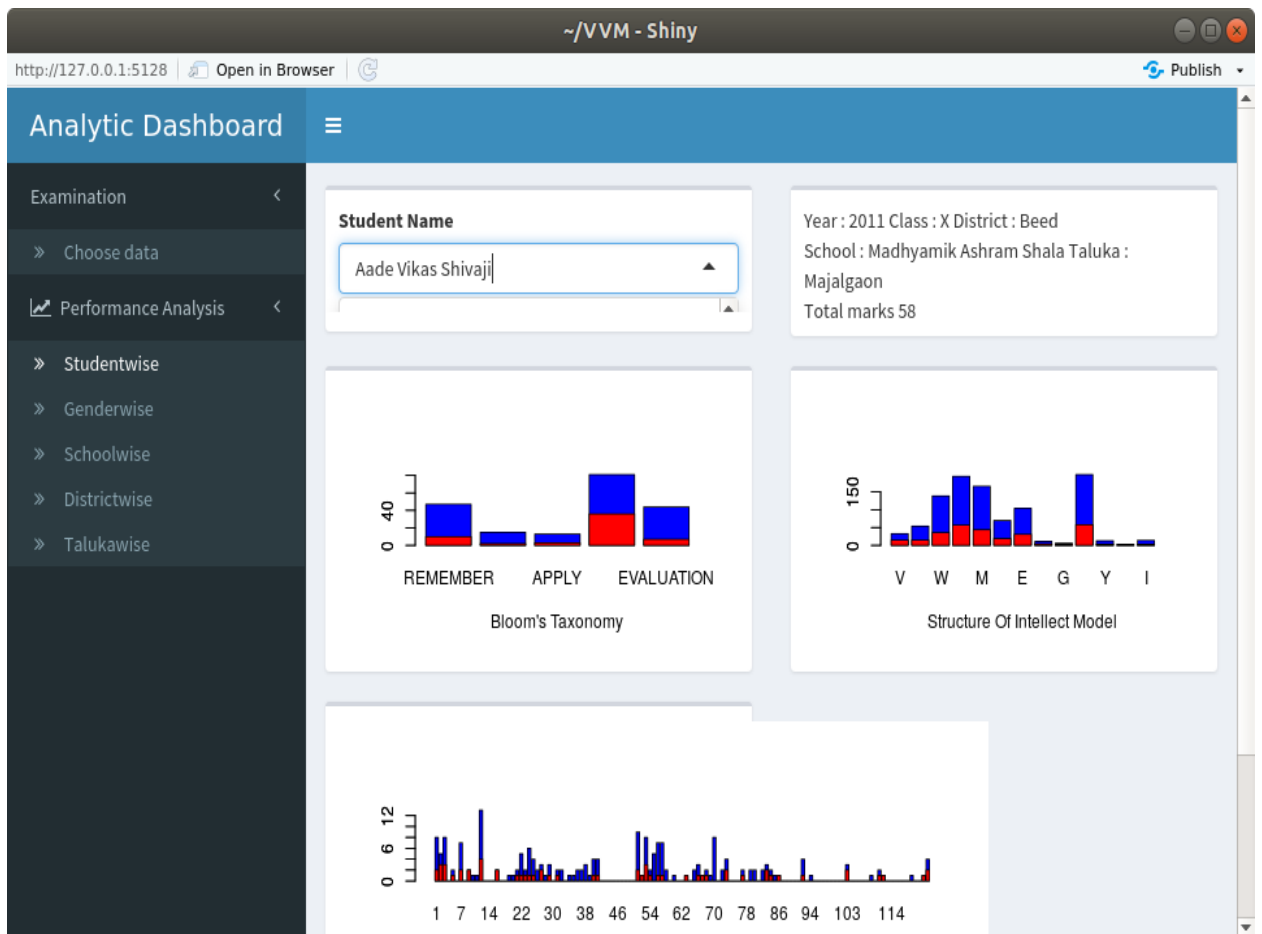 ~/VVM - Shiny
http://127.0.0.1:5128 Open in Browser Publish
Analytic Dashboard
Examination
Choose data
Performance Analysis
Studentwise
Genderwise
Schoolwise
Districtwise
Talukawise
Student Name
Aade Vikas Shivaji
Year : 2011 Class : X District : Beed
School : Madhyamik Ashram Shala Taluka :
Majalgaon
Total marks 58
40
0
REMEMBER APPLY EVALUATION
Bloom's Taxonomy
150
0
V W M E G Y I
Structure Of Intellect Model
12
6
0
1 7 14 22 30 38 46 54 62 70 78 86 94 103 114